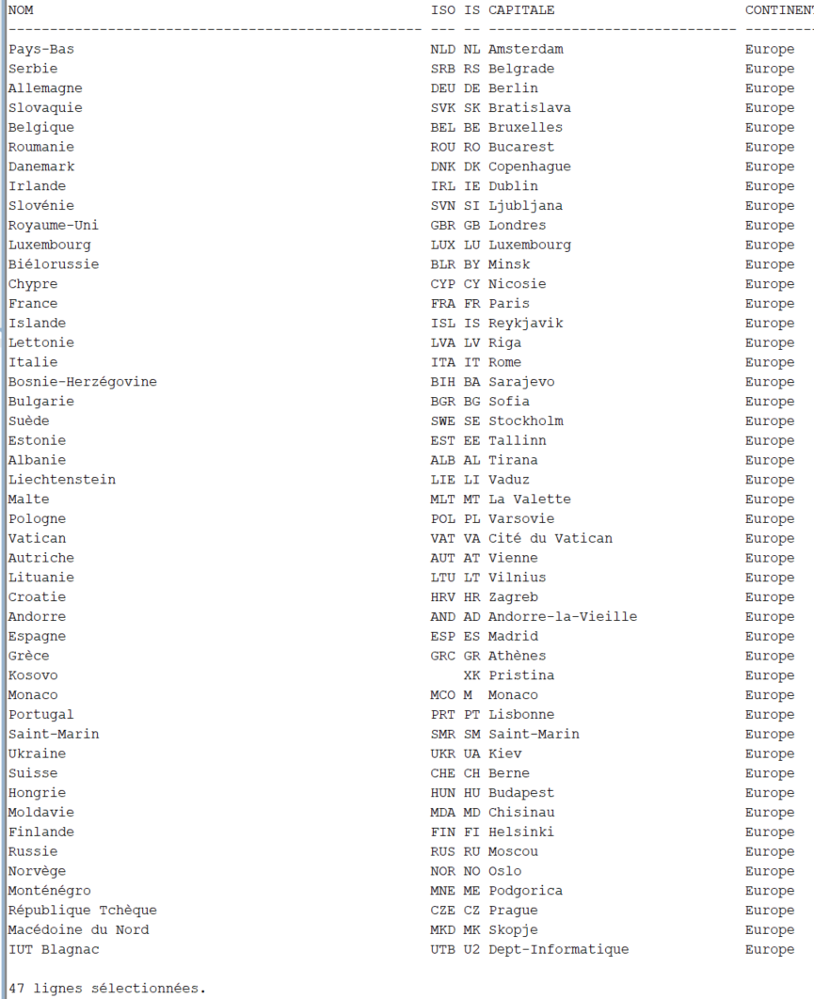 NOM ISO IS CAPITALE CONTINENT
-------------------------------------------------- --- -- ------------------------------ ---------
Pays-Bas NLD NL Amsterdam Europe
Serbie SRB RS Belgrade Europe
Allemagne DEU DE Berlin Europe
Slovaquie SVK SK Bratislava Europe
Belgique BEL BE Bruxelles Europe
Roumanie ROU RO Bucarest Europe
Danemark DNK DK Copenhague Europe
Irlande IRL IE Dublin Europe
Slovénie SVN SI Ljubljana Europe
Royaume-Uni GBR GB Londres Europe
Luxembourg LUX LU Luxembourg Europe
Biélorussie BLR BY Minsk Europe
Chypre CYP CY Nicosie Europe
France FRA FR Paris Europe
Islande ISL IS Reykjavik Europe
Lettonie LVA LV Riga Europe
Italie ITA IT Rome Europe
Bosnie-Herzégovine BIH BA Sarajevo Europe
Bulgarie BGR BG Sofia Europe
Suède SWE SE Stockholm Europe
Estonie EST EE Tallinn Europe
Albanie ALB AL Tirana Europe
Liechtenstein LIE LI Vaduz Europe
Malte MLT MT La Valette Europe
Pologne POL PL Varsovie Europe
Vatican VAT VA Cité du Vatican Europe
Autriche AUT AT Vienne Europe
Lituanie LTU LT Vilnius Europe
Croatie HRV HR Zagreb Europe
Andorre AND AD Andorre-la-Vieille Europe
Espagne ESP ES Madrid Europe
Grèce GRC GR Athènes Europe
Kosovo XK Pristina Europe
Monaco MCO M Monaco Europe
Portugal PRT PT Lisbonne Europe
Saint-Marin SMR SM Saint-Marin Europe
Ukraine UKR UA Kiev Europe
Suisse CHE CH Berne Europe
Hongrie HUN HU Budapest Europe
Moldavie MDA MD Chisinau Europe
Finlande FIN FI Helsinki Europe
Russie RUS RU Moscou Europe
Norvège NOR NO Oslo Europe
Monténégro MNE ME Podgorica Europe
République Tchèque CZE CZ Prague Europe
Macédoine du Nord MKD MK Skopje Europe
IUT Blagnac UTB U2 Dept-Informatique Europe
47 lignes sélectionnées.